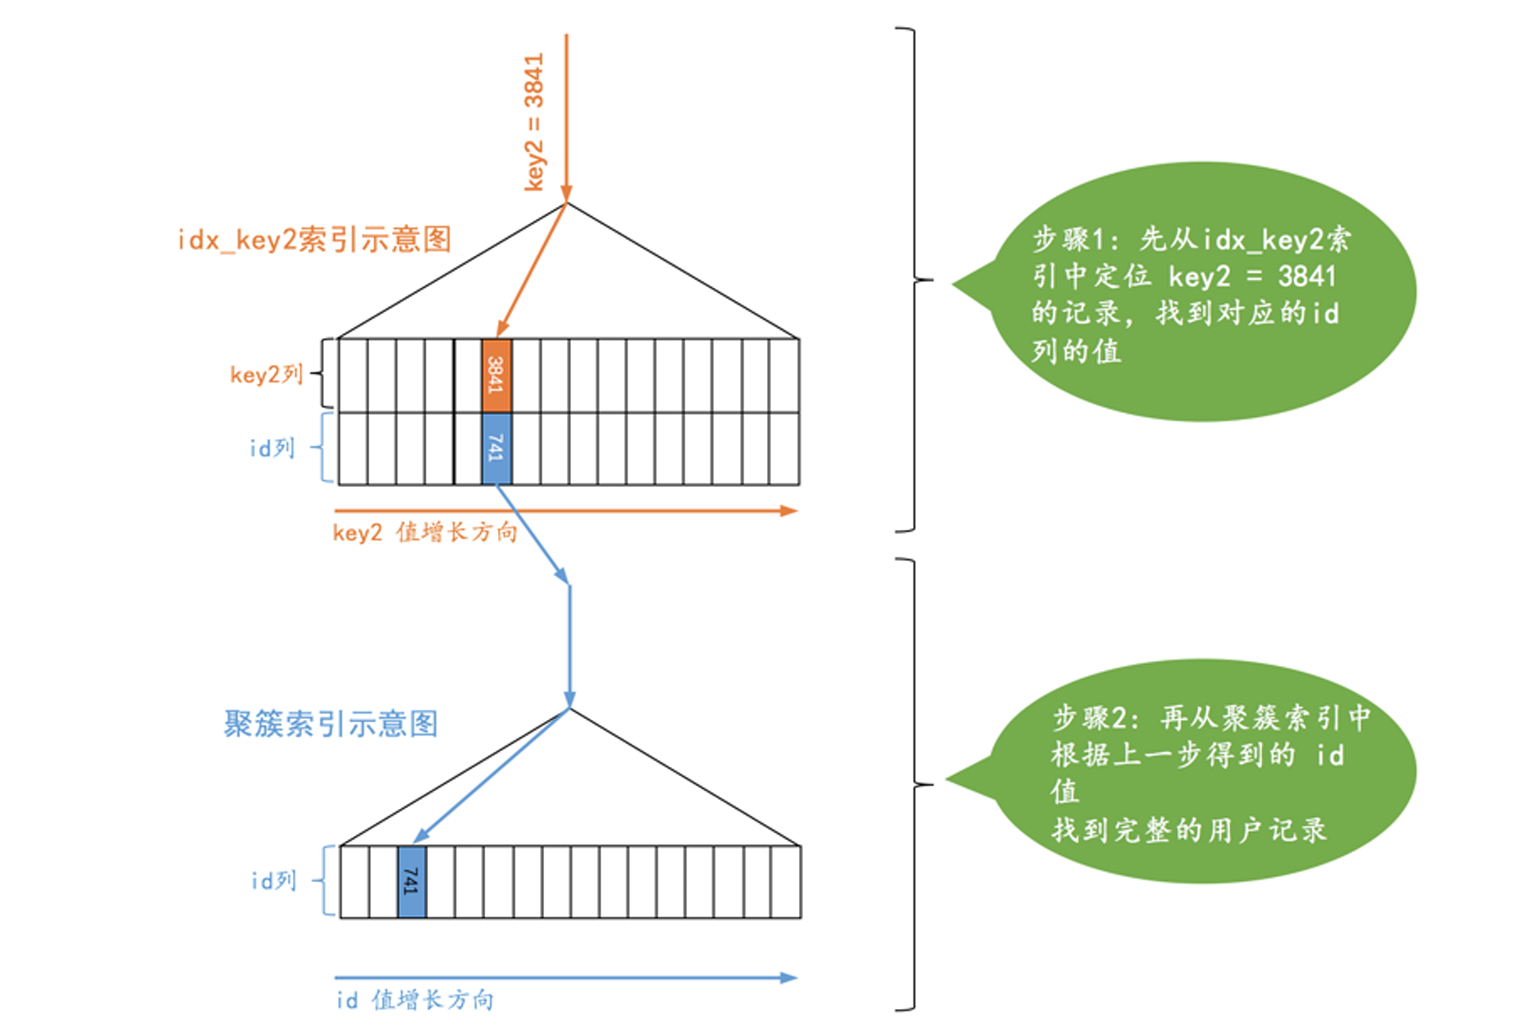 key2 = 3841
idx_key2索引示意图
key2列
3841
id列
741
key2 值增长方向
步骤1：先从idx_key2索
引中定位 key2 = 3841
的记录，找到对应的id
列的值
聚簇索引示意图
id列
741
id 值增长方向
步骤2：再从聚簇索引中
根据上一步得到的 id
值
找到完整的用户记录